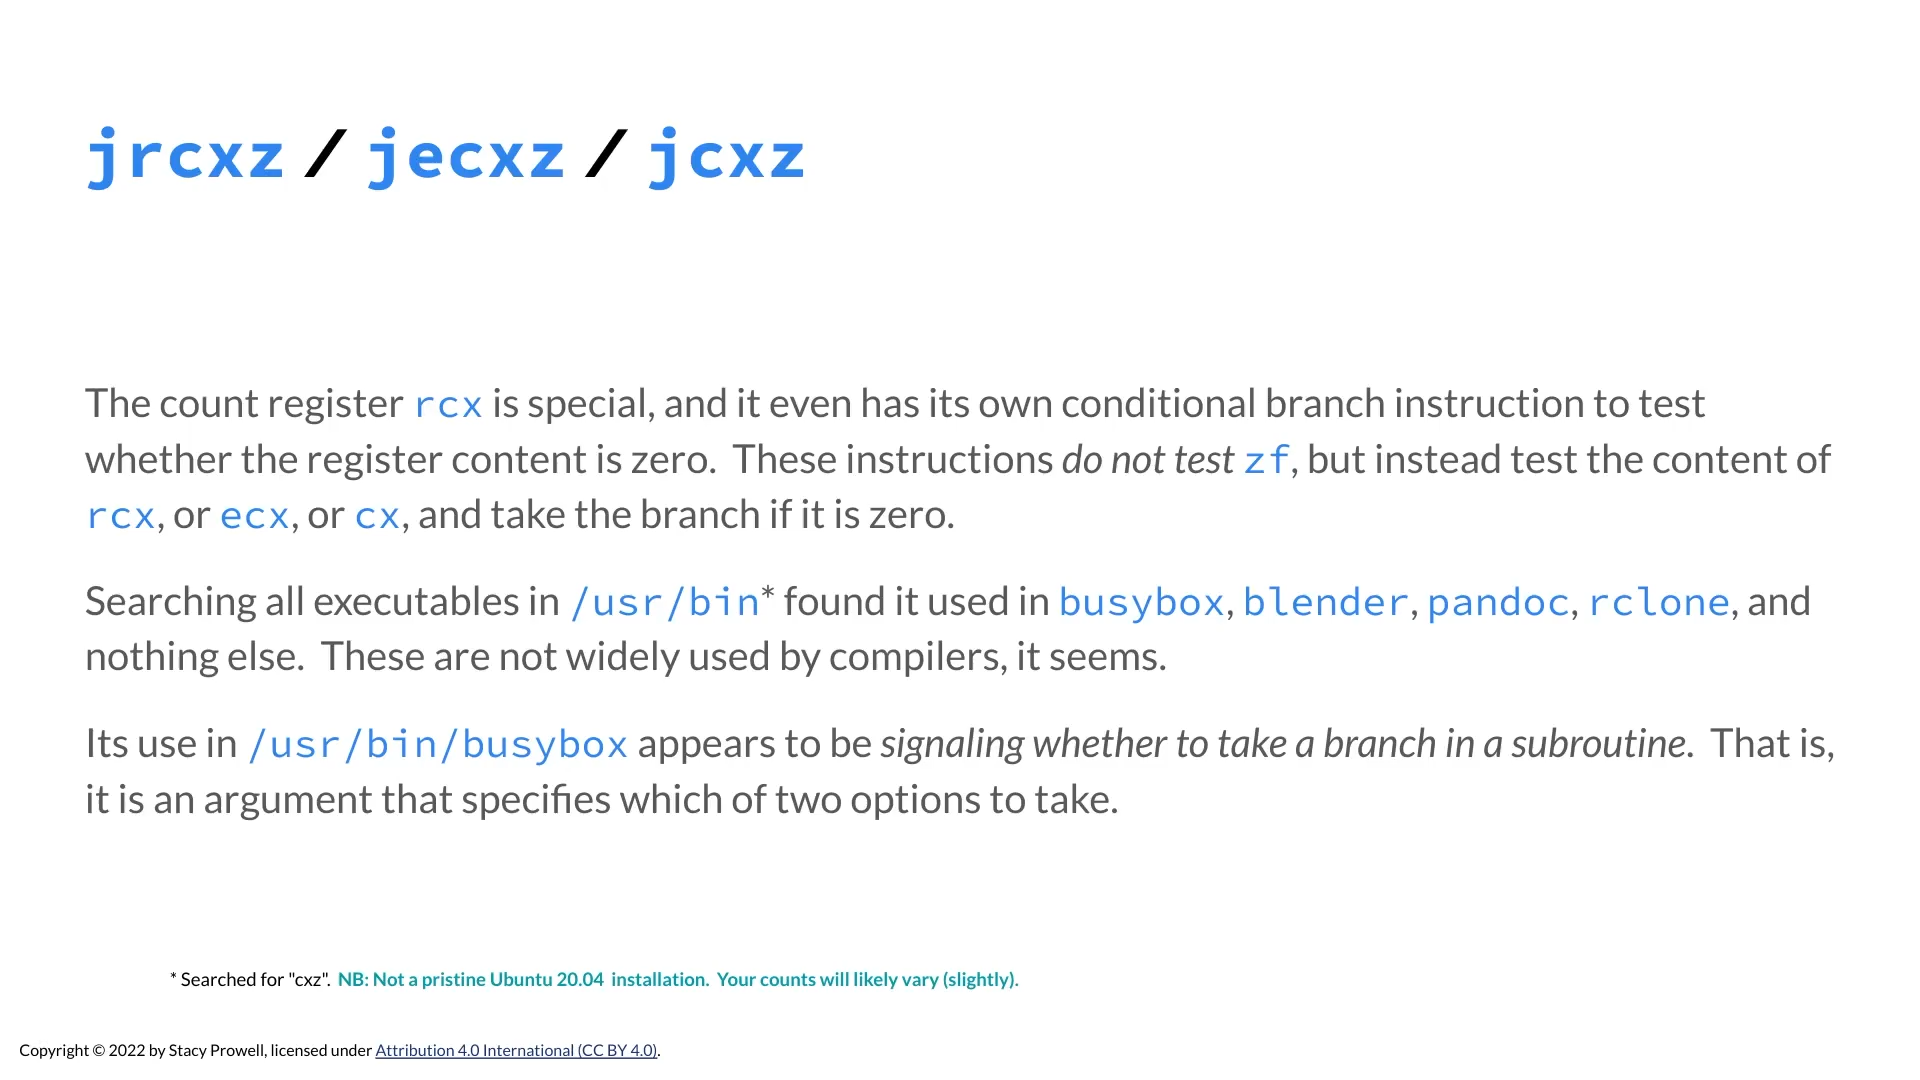 jrcxz / jecxz / jcxz
The count register rcx is special, and it even has its own conditional branch instruction to test
whether the register content is zero.  These instructions do not test zf, but instead test the content of
rcx, or ecx, or cx, and take the branch if it is zero.
Searching all executables in /usr/bin* found it used in busybox, blender, pandoc, rclone, and
nothing else.  These are not widely used by compilers, it seems.
Its use in /usr/bin/busybox appears to be signaling whether to take a branch in a subroutine.  That is,
it is an argument that specifies which of two options to take.
* Searched for "cxz".  NB: Not a pristine Ubuntu 20.04  installation.  Your counts will likely vary (slightly).
Copyright © 2022 by Stacy Prowell, licensed under Attribution 4.0 International (CC BY 4.0).